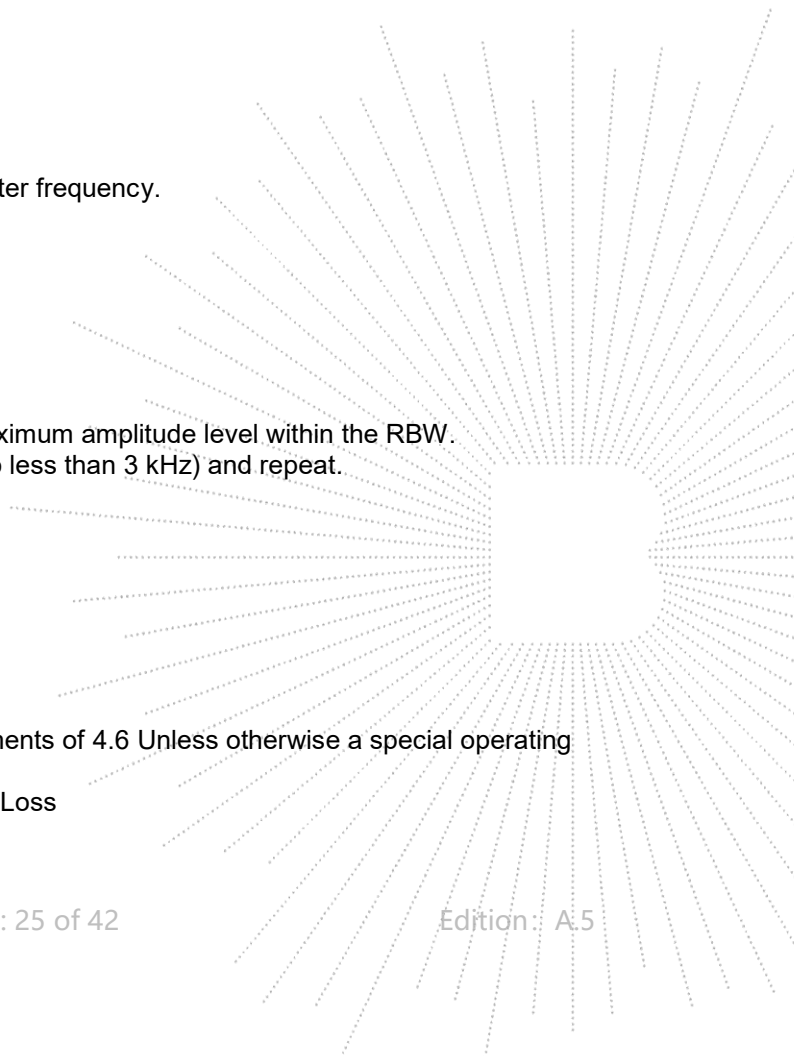 ter frequency.
ximum amplitude level within the RBW.
o less than 3 kHz) and repeat.
nents of 4.6 Unless otherwise a special operating
Loss
: 25 of 42 Edition: A.5